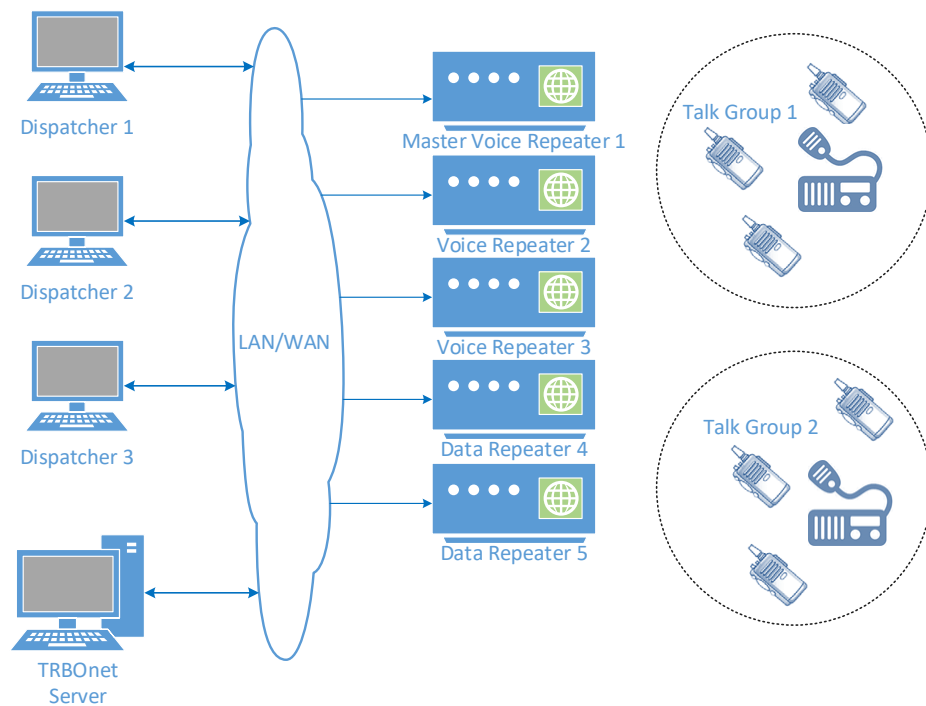 Dispatcher 1
Dispatcher 2
Dispatcher 3
TRBOnet
Server
LAN/WAN
Master Voice Repeater 1
Voice Repeater 2
Voice Repeater 3
Data Repeater 4
Data Repeater 5
Talk Group 1
Talk Group 2